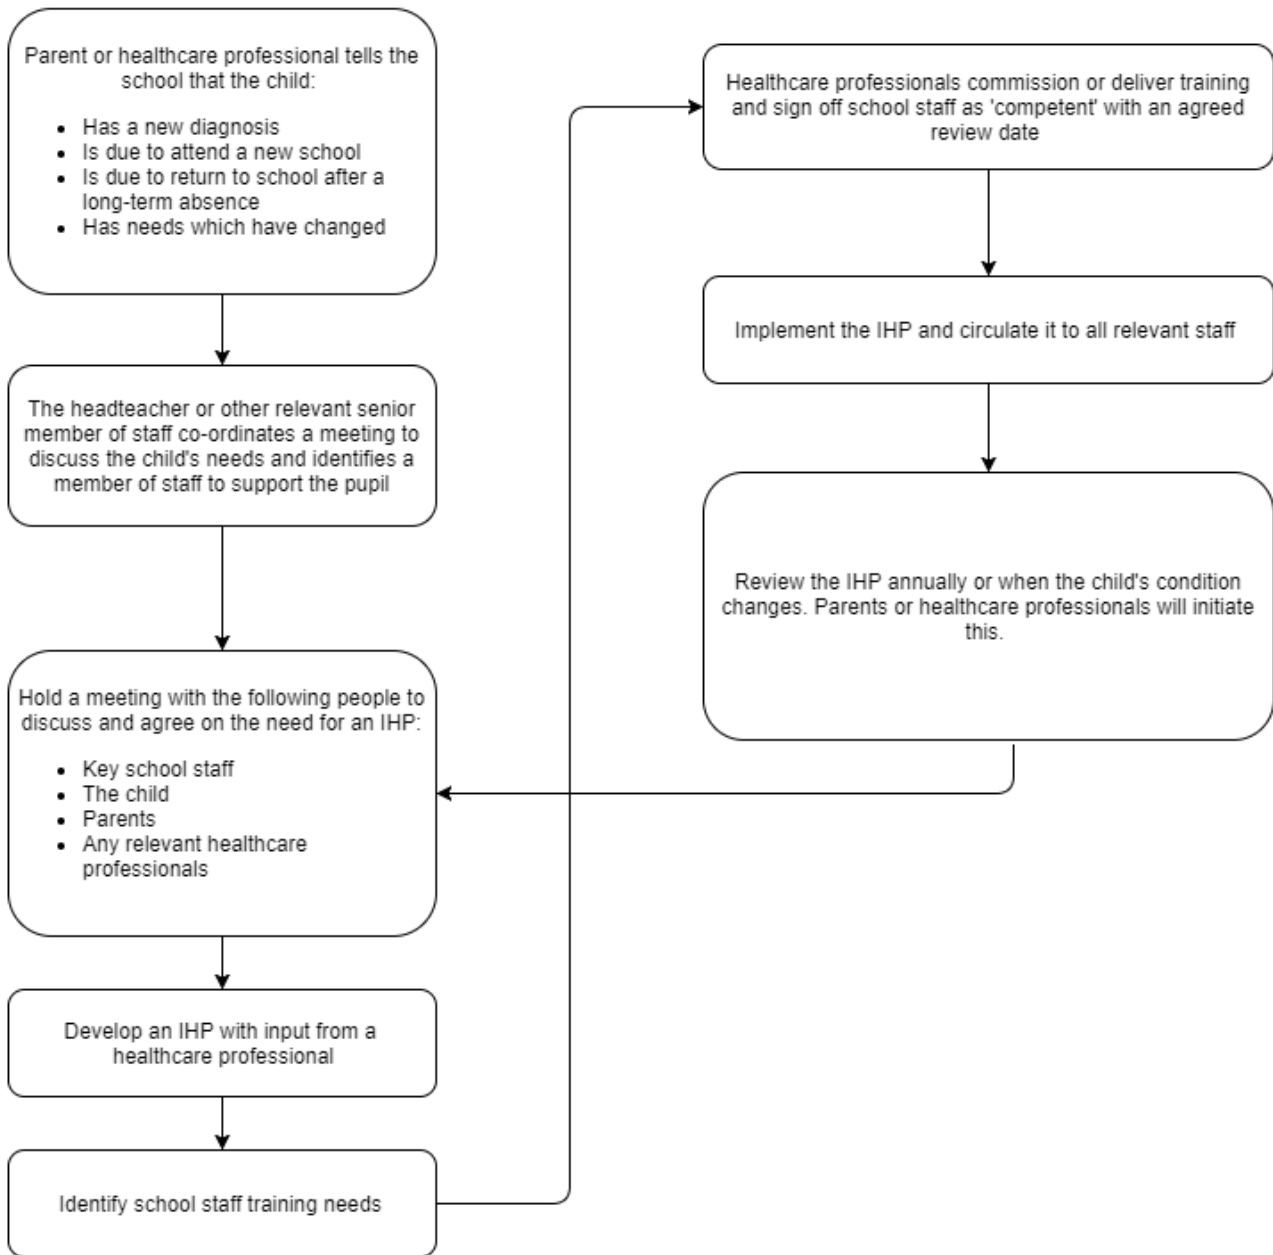 Parent or healthcare professional tells the
school that the child:
• Has a new diagnosis
• Is due to attend a new school
• Is due to return to school after a
long-term absence
• Has needs which have changed
The headteacher or other relevant senior
member of staff co-ordinates a meeting to
discuss the child's needs and identifies a
member of staff to support the pupil
Hold a meeting with the following people to
discuss and agree on the need for an IHP:
• Key school staff
• The child
• Parents
• Any relevant healthcare
professionals
Develop an IHP with input from a
healthcare professional
Identify school staff training needs
Healthcare professionals commission or deliver training
and sign off school staff as 'competent' with an agreed
review date
Implement the IHP and circulate it to all relevant staff
Review the IHP annually or when the child's condition
changes. Parents or healthcare professionals will initiate
this.